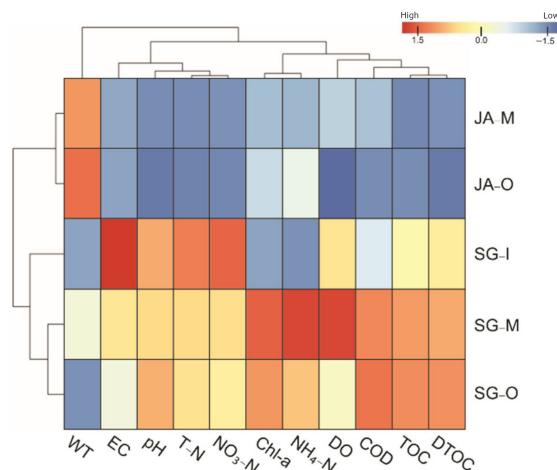 High Low
1.5 0.0 −1.5
JA–M
JA–O
SG–I
SG–M
SG–O
WT EC pH T–N NO₃–N Chl-a NH₄–N DO COD TOC DTOC